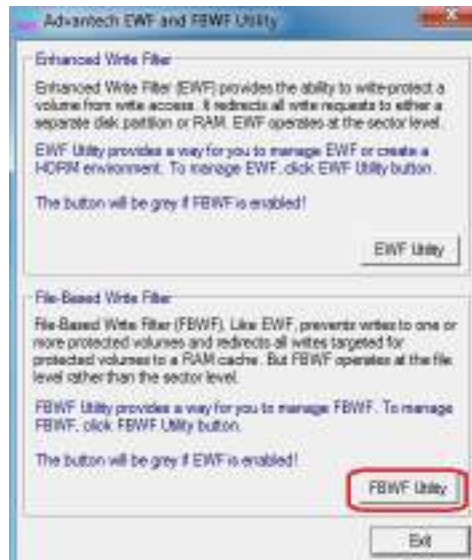 Advantech EWF and FBWF Utility
Enhanced Write Filter
Enhanced Write Filter (EWF) provides the ability to write-protect a
volume from write access. It redirects all write requests to either a
separate disk partition or RAM. EWF operates at the sector level.
EWF Utility provides a way for you to manage EWF or create a
HORM environment. To manage EWF, click EWF Utility button.
The button will be grey if FBWF is enabled!
EWF Utility
File-Based Write Filter
File-Based Write Filter (FBWF), Like EWF, prevents writes to one or
more protected volumes and redirects all writes targeted for
protected volumes to a RAM cache. But FBWF operates at the file
level rather than the sector level.
FBWF Utility provides a way for you to manage FBWF. To manage
FBWF, click FBWF Utility button.
The button will be grey if EWF is enabled!
FBWF Utility
Exit